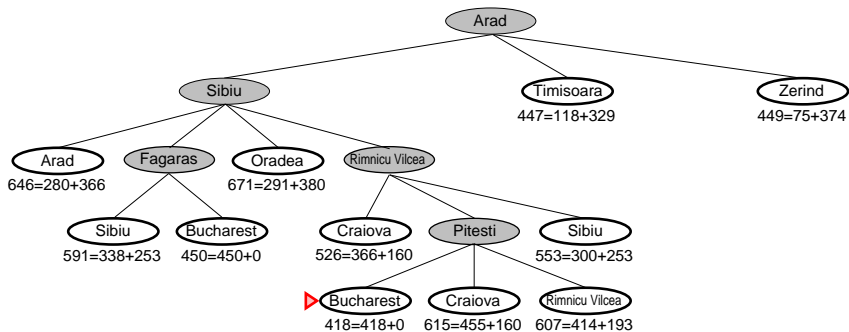 Arad
Sibiu Timisoara Zerind
447=118+329 449=75+374
Arad Fagaras Oradea Rimnicu Vilcea
646=280+366 671=291+380
Sibiu Bucharest Craiova Pitesti Sibiu
591=338+253 450=450+0 526=366+160 553=300+253
Bucharest Craiova Rimnicu Vilcea
418=418+0 615=455+160 607=414+193